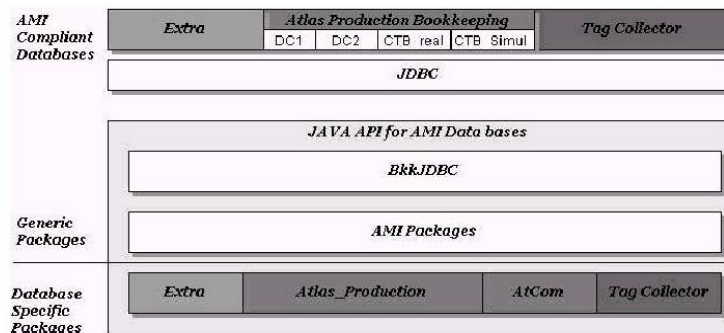 AMI
Compliant
Databases
Extra
Atlas Production Bookkeeping
DC1
DC2
CTB real
CTB Simul
Tag Collector
JDBC
JAVA API for AMI Data bases
BkkJDBC
Generic
Packages
AMI Packages
Database
Specific
Packages
Extra
Atlas_Production
AtCom
Tag Collector